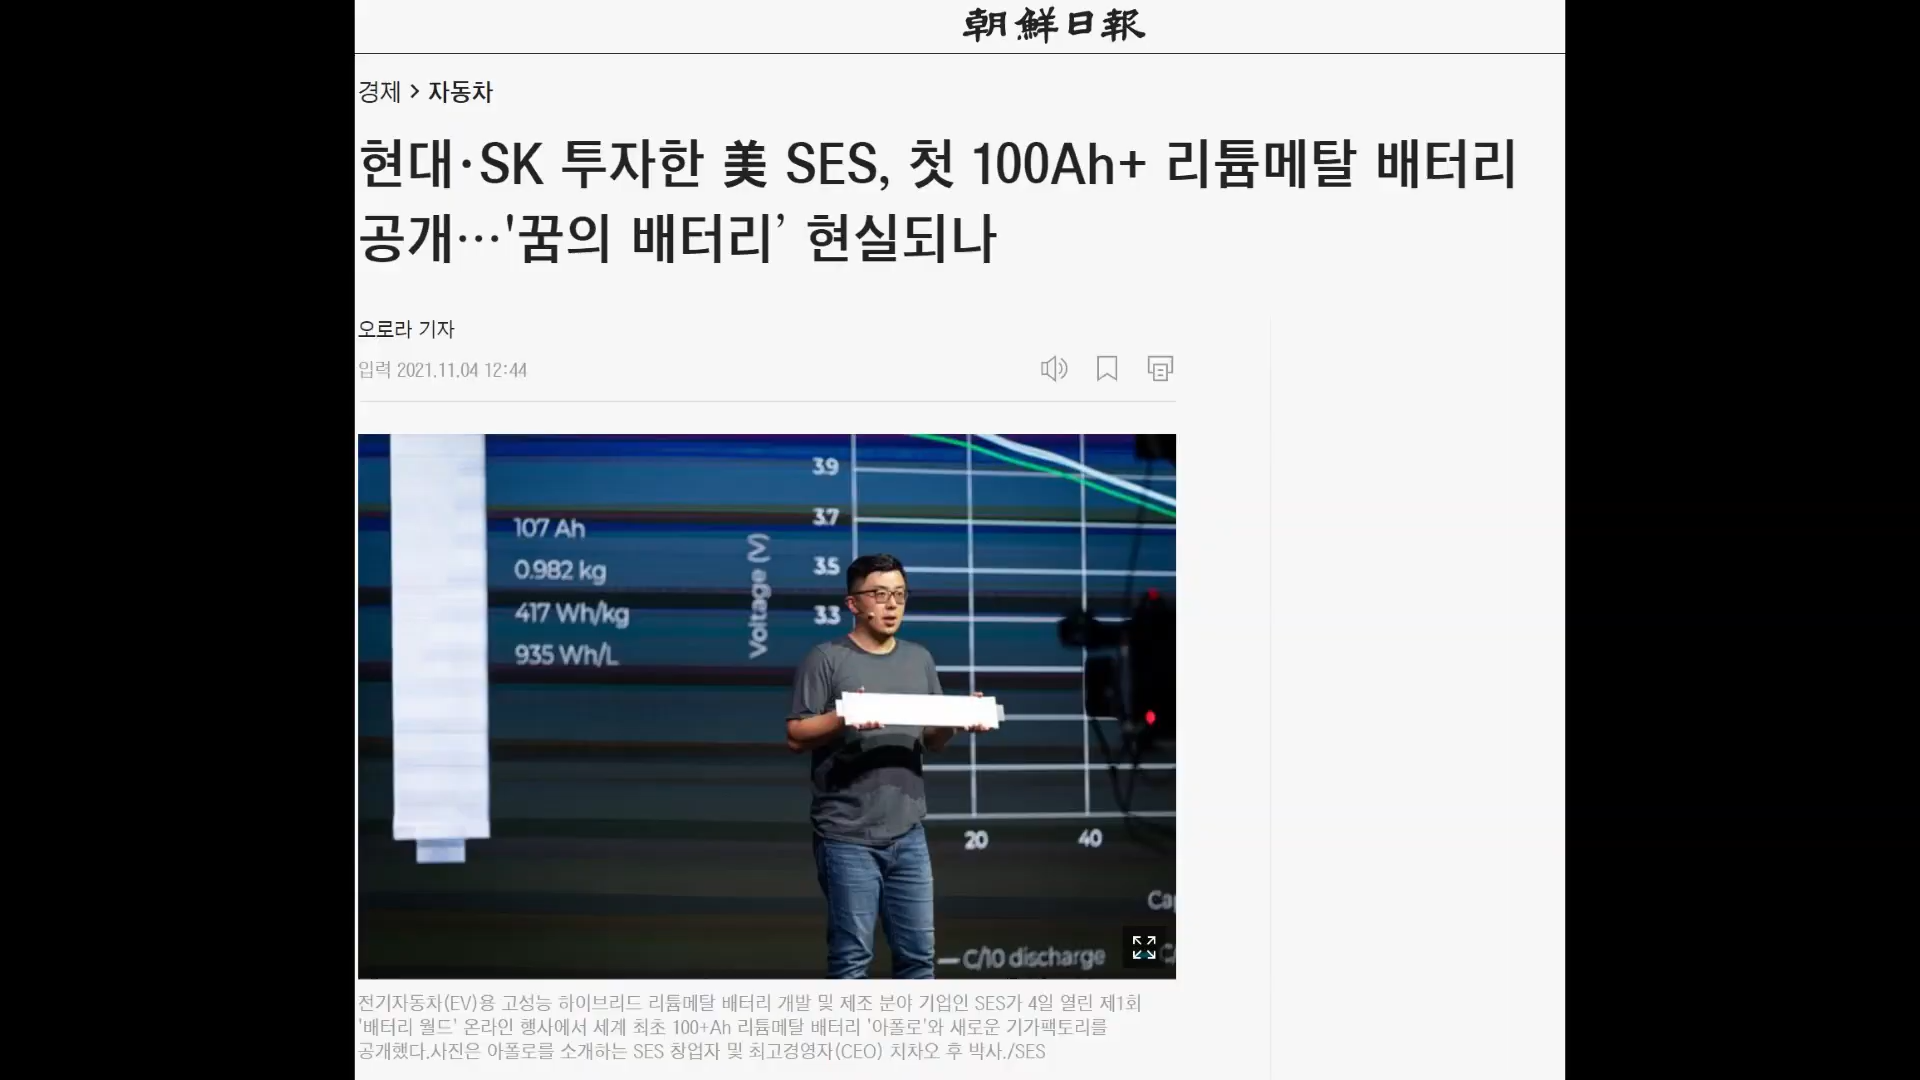 朝鮮日報
경제 > 자동차
현대·SK 투자한 美 SES, 첫 100Ah+ 리튬메탈 배터리
공개…'꿈의 배터리’ 현실되나
오로라 기자
입력 2021.11.04 12:44
107 Ah
0.982 kg
417 Wh/kg
935 Wh/L
Voltage (V)
3.9
3.7
3.5
3.3
20
40
C/10 discharge
전기자동차(EV)용 고성능 하이브리드 리튬메탈 배터리 개발 및 제조 분야 기업인 SES가 4일 열린 제1회
'배터리 월드' 온라인 행사에서 세계 최초 100+Ah 리튬메탈 배터리 '아폴로'와 새로운 기가팩토리를
공개했다.사진은 아폴로를 소개하는 SES 창업자 및 최고경영자(CEO) 치차오 후 박사./SES